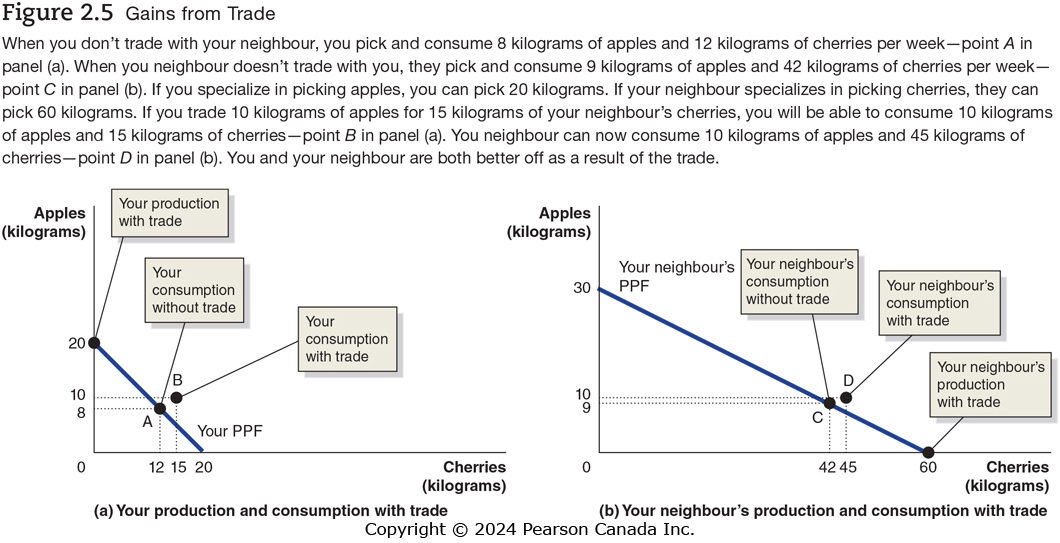 Figure 2.5 Gains from Trade
When you don't trade with your neighbour, you pick and consume 8 kilograms of apples and 12 kilograms of cherries per week—point A in
panel (a). When you neighbour doesn't trade with you, they pick and consume 9 kilograms of apples and 42 kilograms of cherries per week—
point C in panel (b). If you specialize in picking apples, you can pick 20 kilograms. If your neighbour specializes in picking cherries, they can
pick 60 kilograms. If you trade 10 kilograms of apples for 15 kilograms of your neighbour's cherries, you will be able to consume 10 kilograms
of apples and 15 kilograms of cherries—point B in panel (a). You neighbour can now consume 10 kilograms of apples and 45 kilograms of
cherries—point D in panel (b). You and your neighbour are both better off as a result of the trade.
Apples
(kilograms)
Your production
with trade
Your
consumption
without trade
Your
consumption
with trade
20
10
8
B
A
Your PPF
0
12 15 20
Cherries
(kilograms)
(a) Your production and consumption with trade
Apples
(kilograms)
Your neighbour's
PPF
Your neighbour's
consumption
without trade
Your neighbour's
consumption
with trade
Your neighbour's
production
with trade
30
10
9
D
C
0
42 45
60
Cherries
(kilograms)
(b) Your neighbour's production and consumption with trade
Copyright © 2024 Pearson Canada Inc.